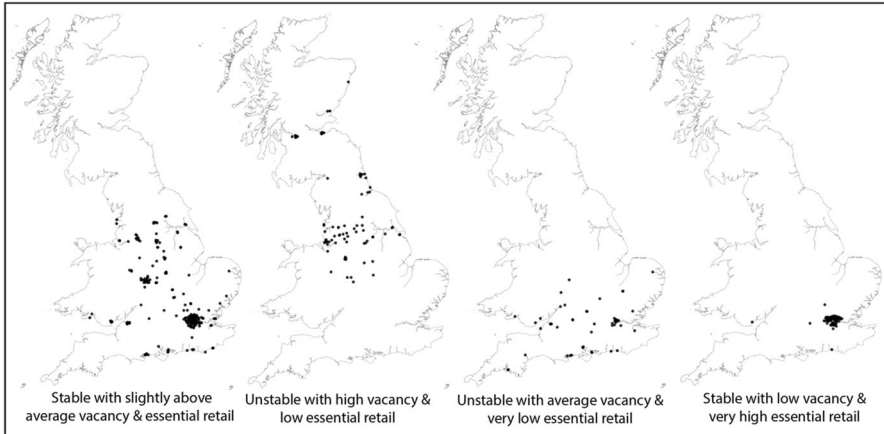 Stable with slightly above
average vacancy & essential retail
Unstable with high vacancy &
low essential retail
Unstable with average vacancy &
very low essential retail
Stable with low vacancy &
very high essential retail